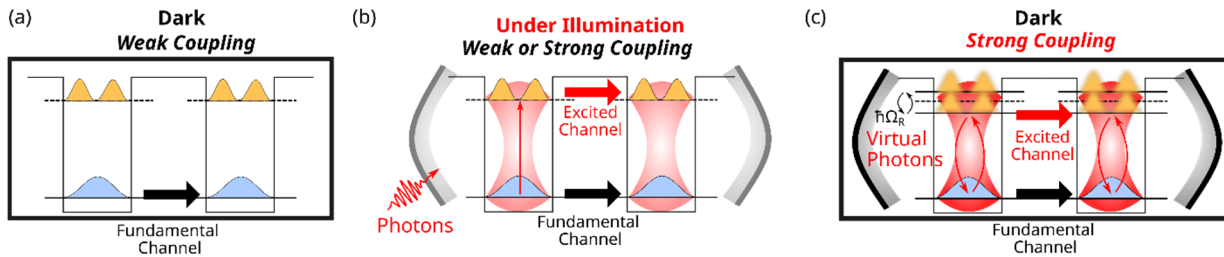 (a)
Dark
Weak Coupling
Fundamental
Channel
(b)
Under Illumination
Weak or Strong Coupling
Excited
Channel
Photons
Fundamental
Channel
(c)
Dark
Strong Coupling
ħΩR
Virtual
Photons
Excited
Channel
Fundamental
Channel